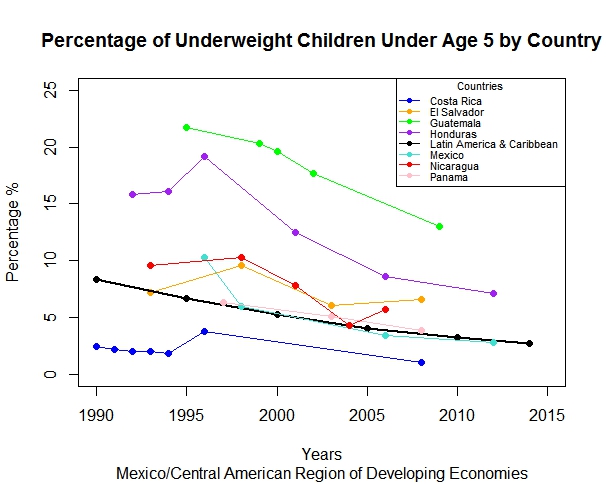 Percentage of Underweight Children Under Age 5 by Country
Countries
Costa Rica
El Salvador
Guatemala
Honduras
Latin America & Caribbean
Mexico
Nicaragua
Panama
Percentage %
25
20
15
10
5
0
1990 1995 2000 2005 2010 2015
Years
Mexico/Central American Region of Developing Economies